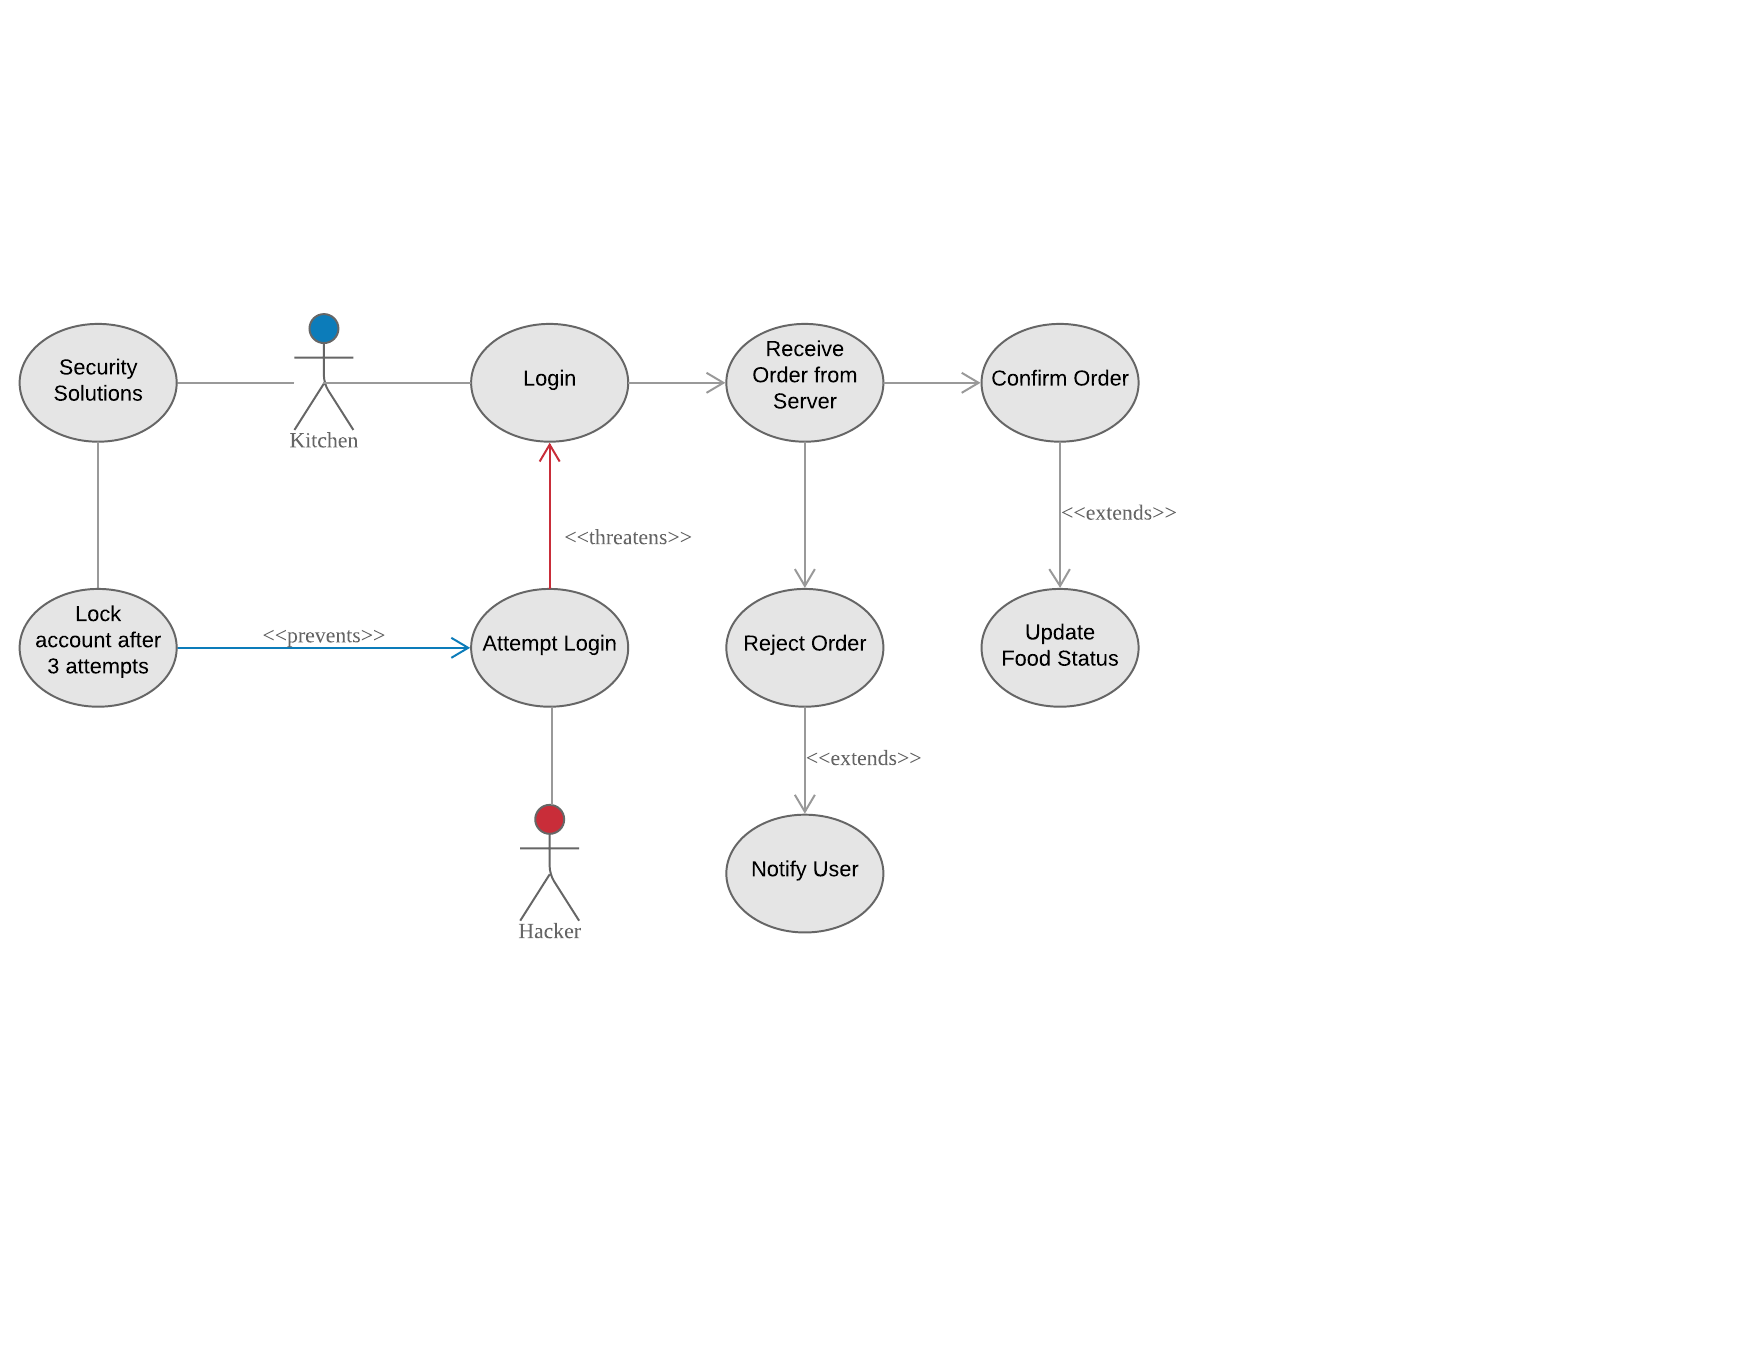 Security
Solutions
Kitchen
Login
Receive
Order from
Server
Confirm Order
<<threatens>>
<<extends>>
Lock
account after
3 attempts
<<prevents>>
Attempt Login
Reject Order
Update
Food Status
<<extends>>
Hacker
Notify User